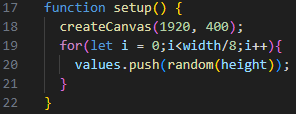 17 function setup() {
18 createCanvas(1920, 400);
19 for(let i = 0;i<width/8;i++){
20 values.push(random(height));
21 }
22 }